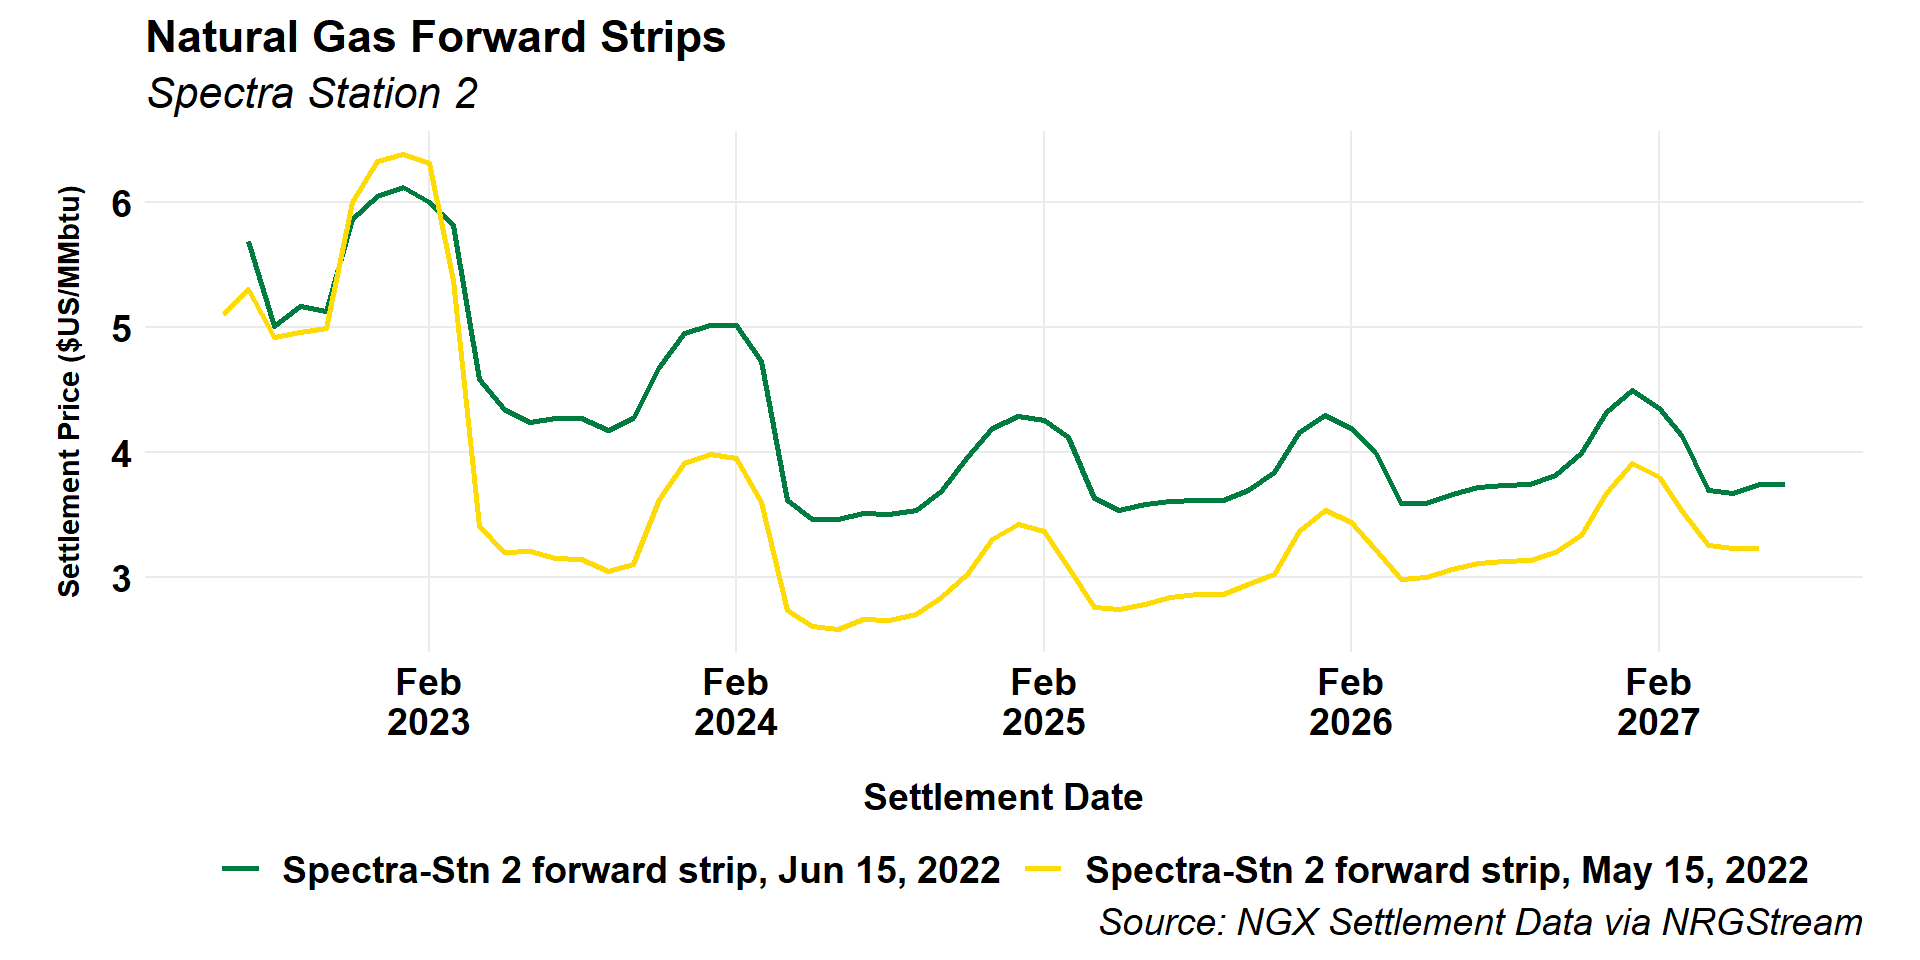 Natural Gas Forward Strips
Spectra Station 2
Settlement Price ($US/MMbtu)
6
5
4
3
Feb
2023
Feb
2024
Feb
2025
Feb
2026
Feb
2027
Settlement Date
Spectra-Stn 2 forward strip, Jun 15, 2022
Spectra-Stn 2 forward strip, May 15, 2022
Source: NGX Settlement Data via NRGStream